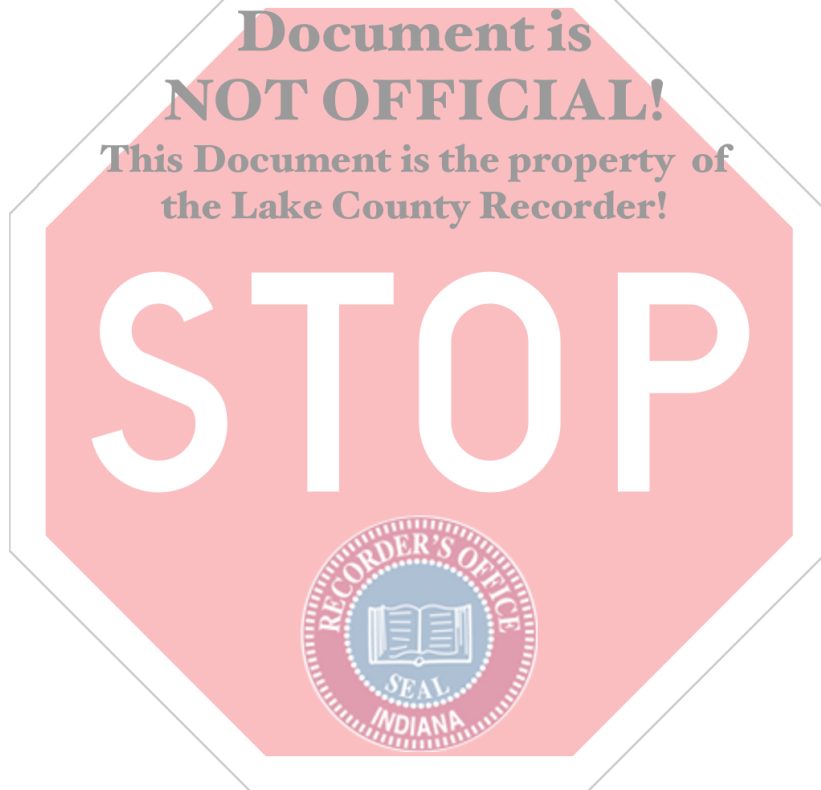 Document is
NOT OFFICIAL!
This Document is the property of
the Lake County Recorder!
STOP
RECORDER'S OFFICE
SEAL
INDIANA